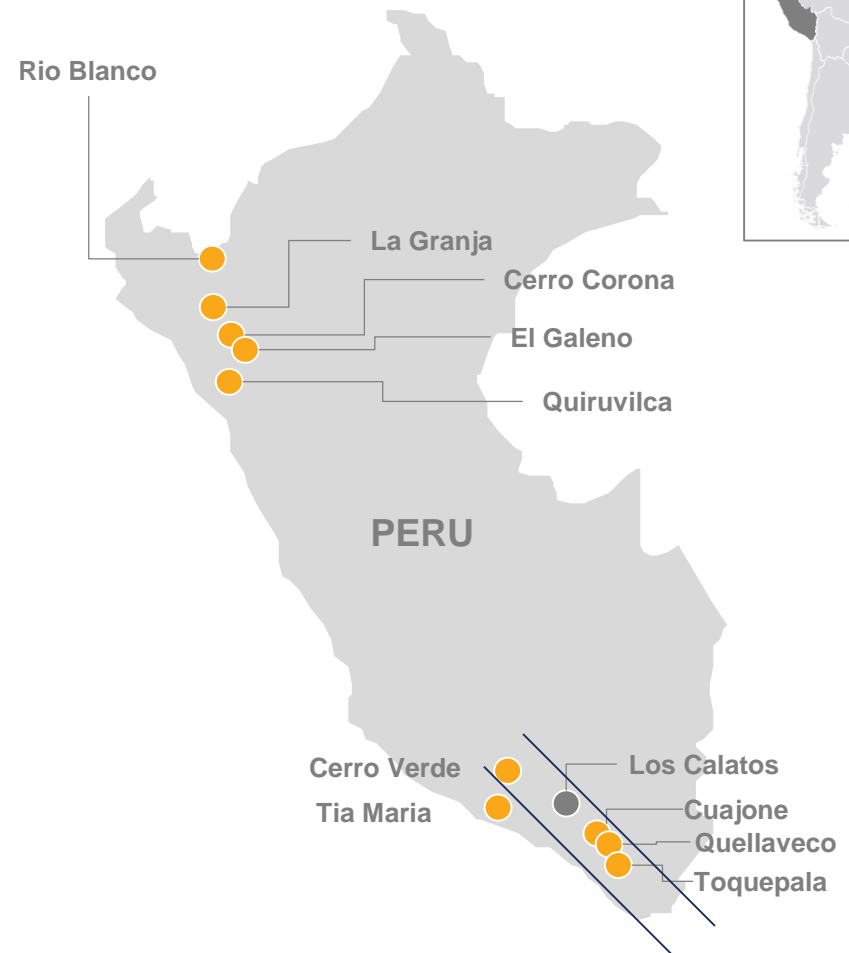 Rio Blanco
La Granja
Cerro Corona
El Galeno
Quiruvilca
PERU
Cerro Verde
Los Calatos
Tia Maria
Cuajone
Quellaveco
Toquepala